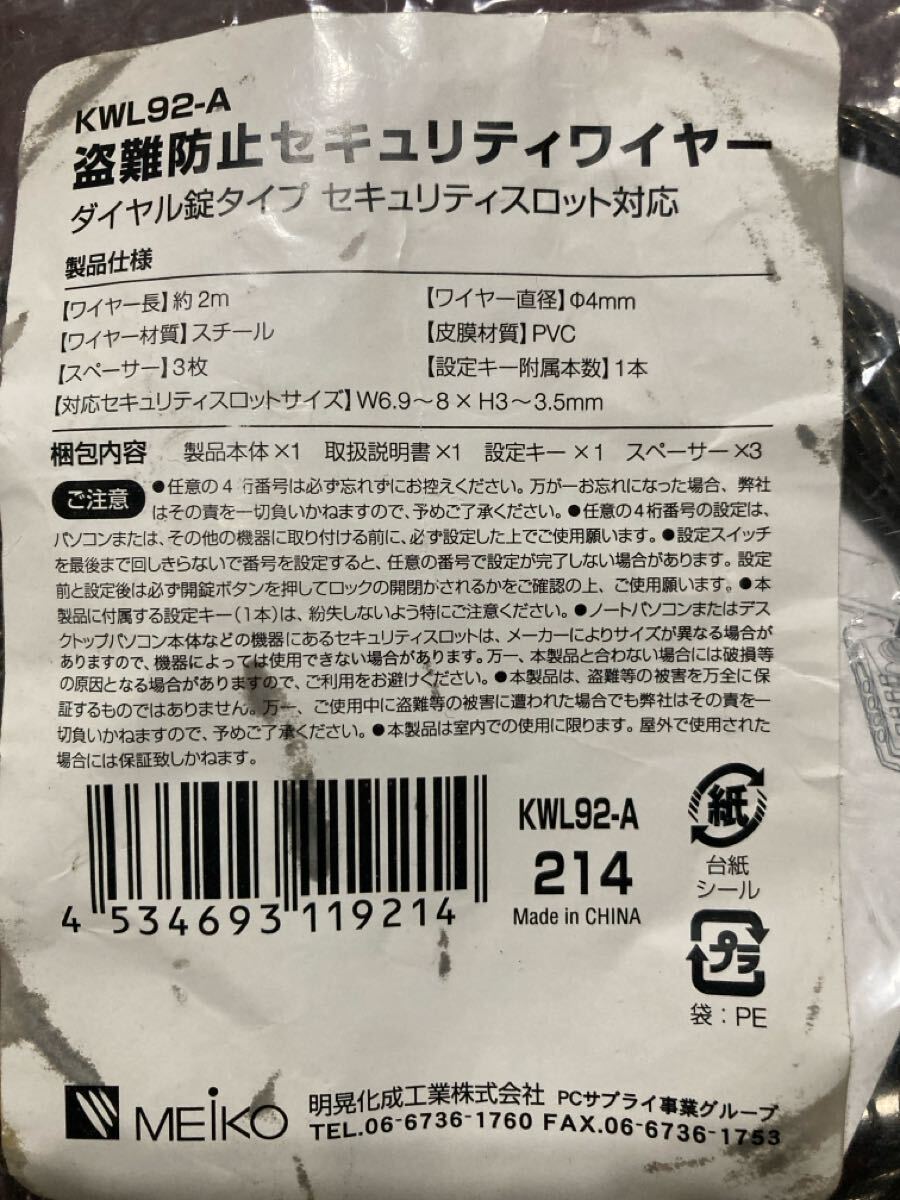 KWL92-A
盗難防止セキュリティワイヤー
ダイヤル錠タイプ セキュリティスロット対応
製品仕様
【ワイヤー長】約2m 【ワイヤー直径】Φ4mm
【ワイヤー材質】スチール 【皮膜材質】PVC
【スペーサー】3枚 【設定キー附属本数】1本
【対応セキュリティスロットサイズ】W6.9～8×H3～3.5mm
梱包内容 製品本体×1 取扱説明書×1 設定キー×1 スペーサー×3
ご注意 ●任意の4桁番号は必ず忘れずにお控えください。万が一お忘れになった場合、弊社
はその責を一切負いかねますので、予めご了承ください。●任意の4桁番号の設定は、
パソコンまたは、その他の機器に取り付ける前に、必ず設定した上でご使用願います。●設定スイッチ
を最後まで回しきらないで番号を設定すると、任意の番号で設定が完了しない場合があります。設定
前と設定後は必ず開錠ボタンを押してロックの開閉がされるかをご確認の上、ご使用願います。●本
製品に付属する設定キー(1本)は、紛失しないよう特にご注意ください。●ノートパソコンまたはデス
クトップパソコン本体などの機器にあるセキュリティスロットは、メーカーによりサイズが異なる場合が
ありますので、機器によっては使用できない場合があります。万一、本製品と合わない場合には破損等
の原因となる場合がありますので、ご利用をお避けください。●本製品は、盗難等の被害を万全に保
証するものではありません。万一、ご使用中に盗難等の被害に遭われた場合でも弊社はその責を一
切負いかねますので、予めご了承ください。●本製品は室内での使用に限ります。屋外で使用された
場合には保証致しかねます。
KWL92-A
214
Made in CHINA
4 534693 119214
紙
台紙
シール
プラ
袋：PE
MEiKO
明晃化成工業株式会社 PCサプライ事業グループ
TEL.06-6736-1760 FAX.06-6736-1753